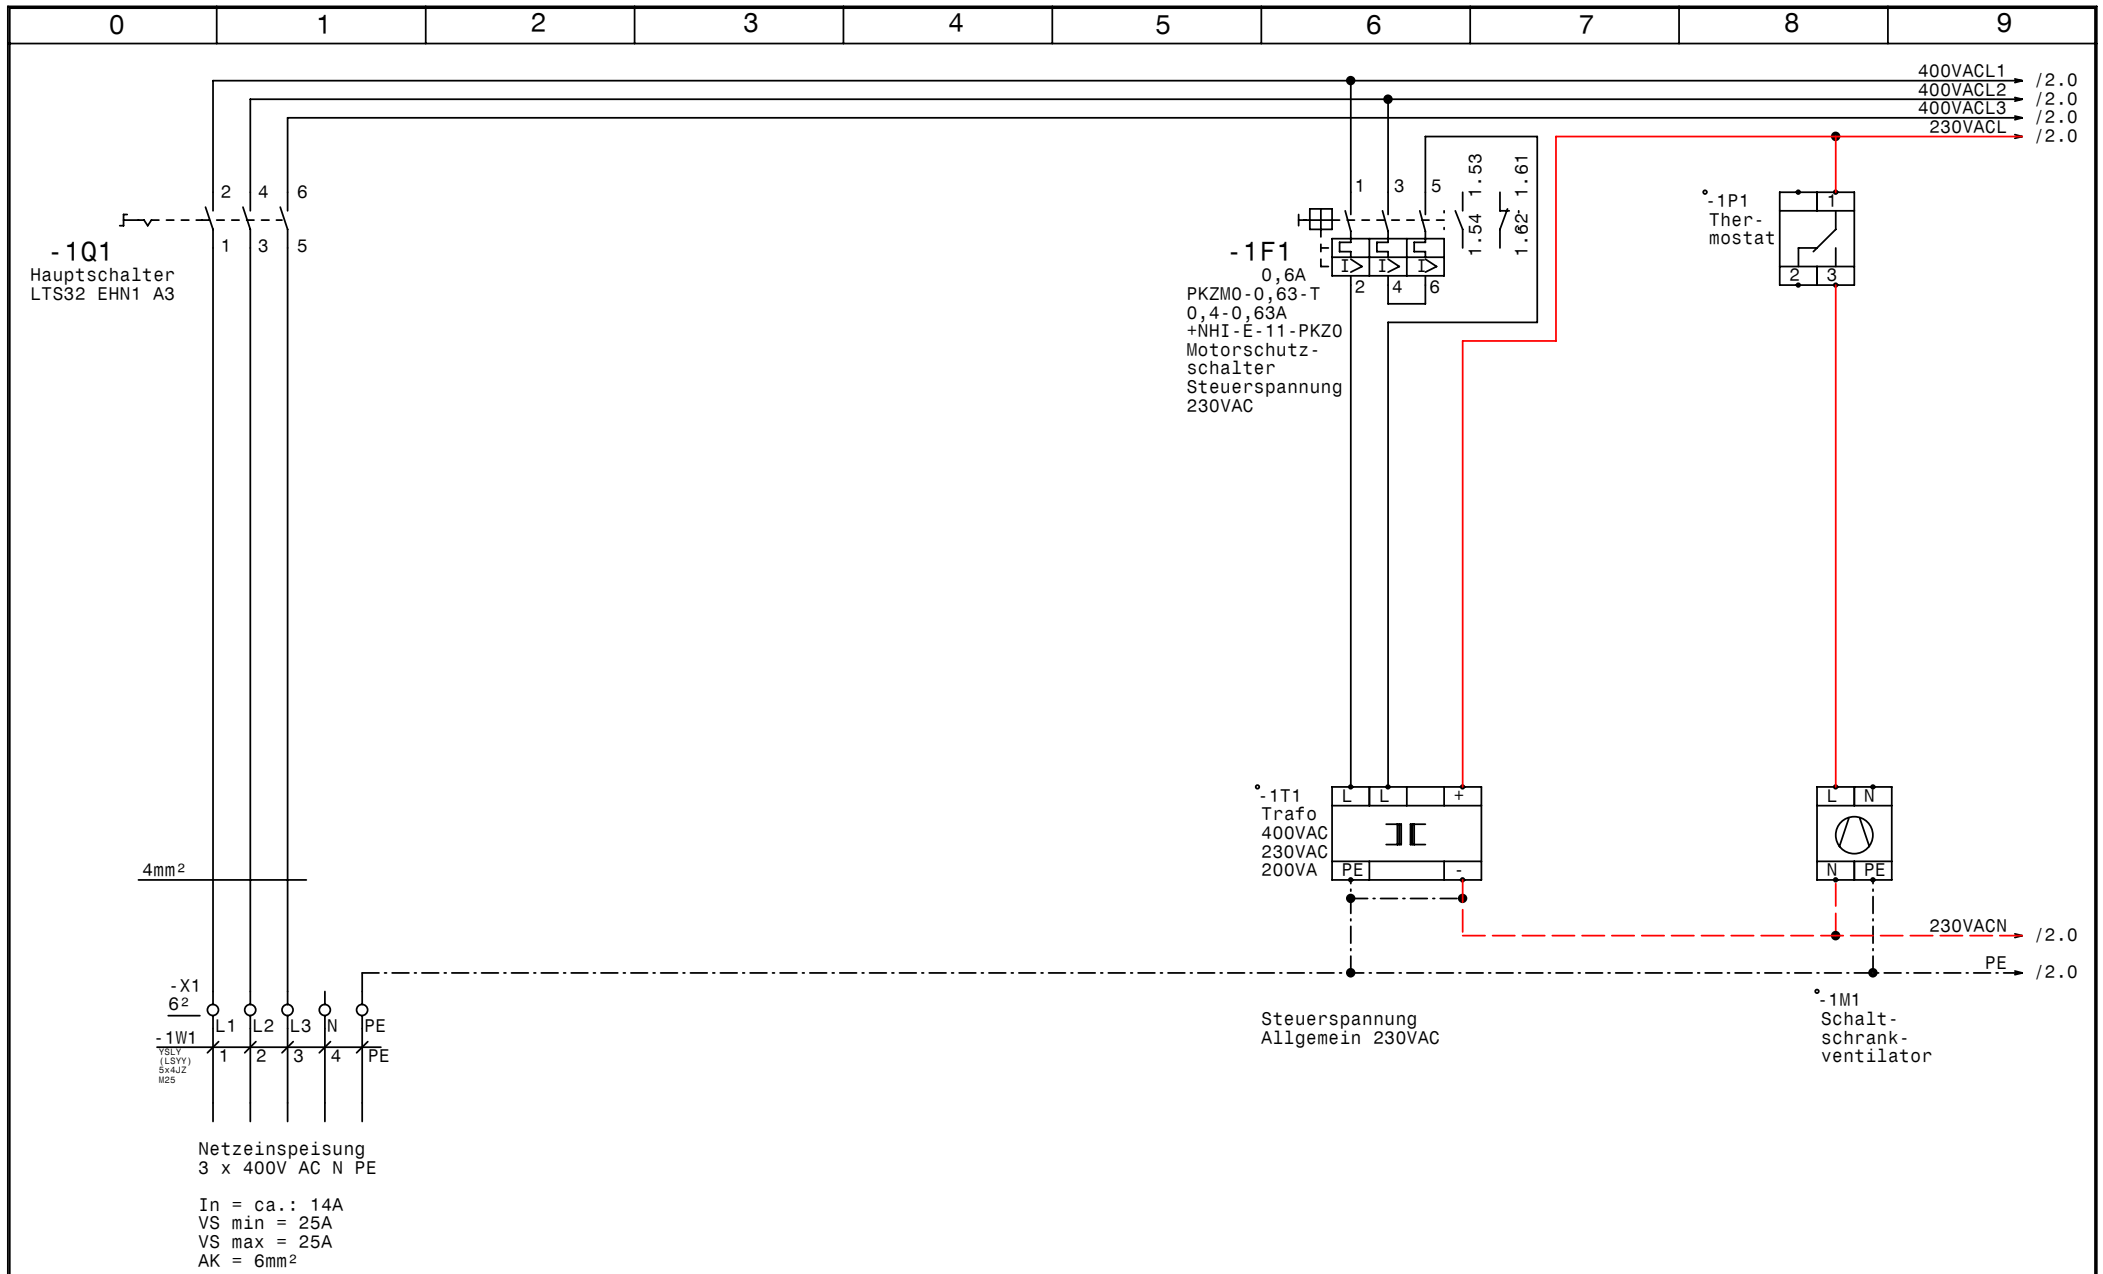 0 1 2 3 4 5 6 7 8 9
400VACL1 /2.0
400VACL2 /2.0
400VACL3 /2.0
230VACL /2.0
2 4 6
1 3 5
-1Q1
Hauptschalter
LTS32 EHN1 A3
1 3 5
1.53
1.54
1.61
1.62
I> I> I>
2 4 6
-1F1
0,6A
PKZM0-0,63-T
0,4-0,63A
+NHI-E-11-PKZ0
Motorschutz-
schalter
Steuerspannung
230VAC
-1P1
Ther-
mostat
1
2 3
-1T1
Trafo
400VAC
230VAC
200VA
L L +
PE -
L N
N PE
4mm²
230VACN /2.0
PE /2.0
-X1
6²
L1 L2 L3 N PE
-1W1
YSLY
(LSYY)
5x4JZ
M25
1 2 3 4 PE
Steuerspannung
Allgemein 230VAC
-1M1
Schalt-
schrank-
ventilator
Netzeinspeisung
3 x 400V AC N PE
In = ca.: 14A
VS min = 25A
VS max = 25A
AK = 6mm²